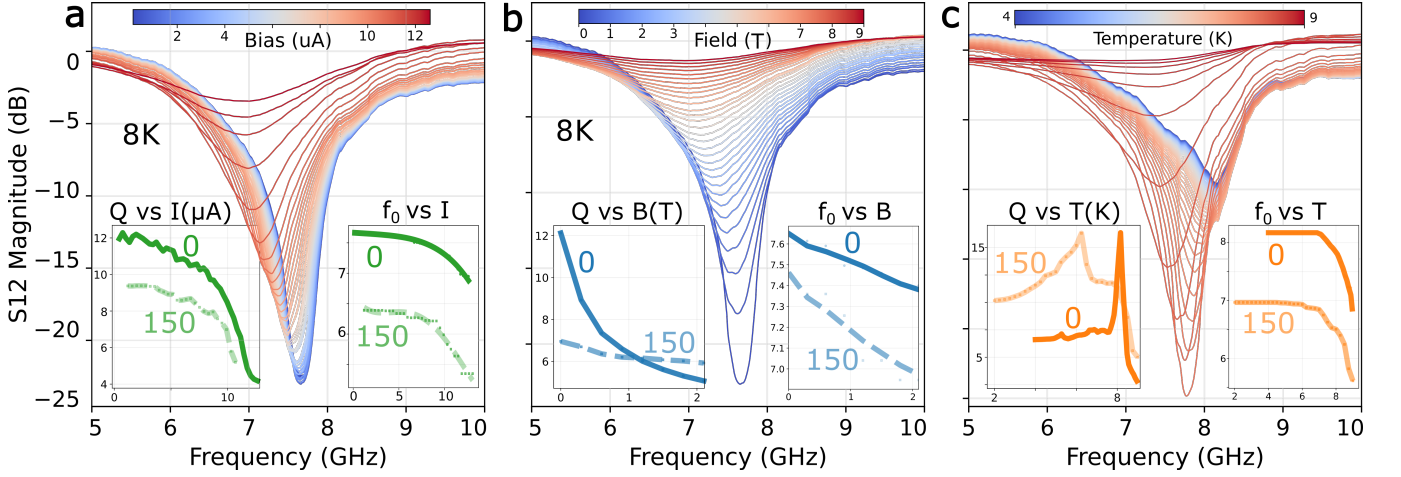 a
2 4 10 12
Bias (uA)
S12 Magnitude (dB)
0
−5
−10
−15
−20
−25
8K
Q vs I(μA)
12
10
8
6
4
0 10
0
150
f0 vs I
7
6
0 5 10
0
150
5 6 7 8 9 10
Frequency (GHz)
b
0 1 2 3 7 8 9
Field (T)
8K
Q vs B(T)
12
10
8
6
0 1 2
0
150
f0 vs B
7.6
7.5
7.4
7.3
7.2
7.1
7.0
0 1 2
0
150
5 6 7 8 9 10
Frequency (GHz)
c
4 9
Temperature (K)
Q vs T(K)
15
5
2 8
150
0
f0 vs T
8
7
6
2 4 6 8
0
150
5 6 7 8 9 10
Frequency (GHz)